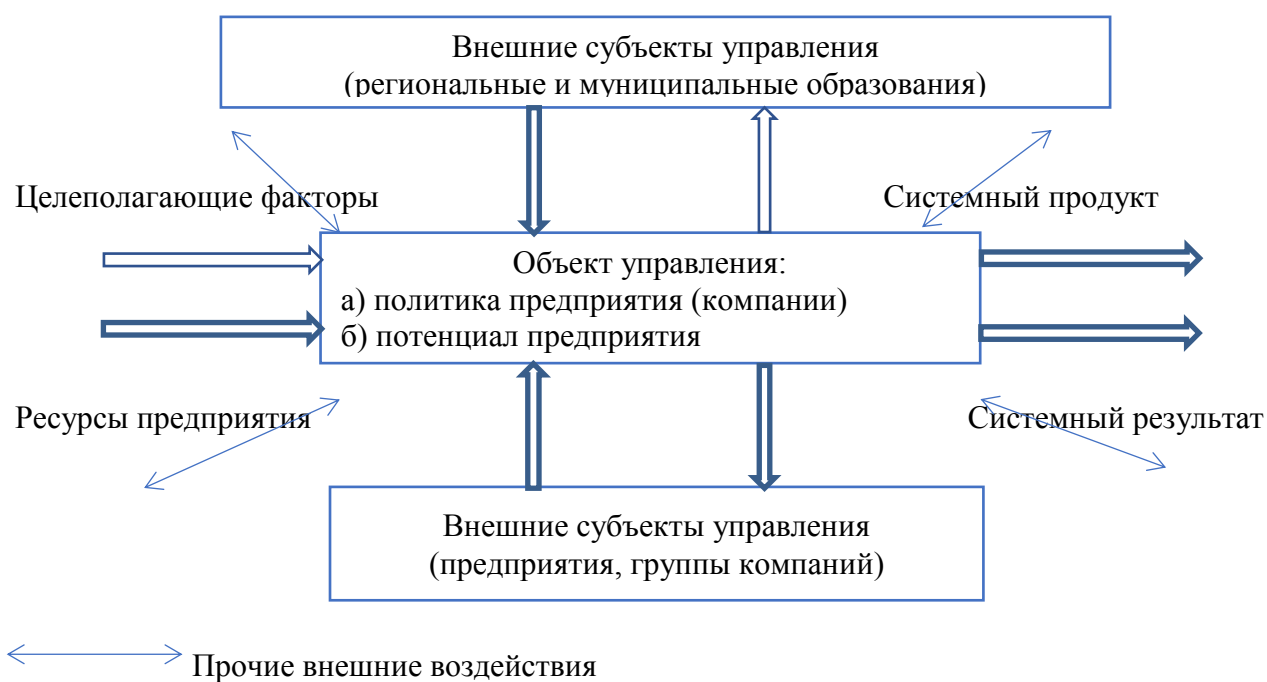 Внешние субъекты управления
(региональные и муниципальные образования)
Целеполагающие факторы
Системный продукт
Объект управления:
а) политика предприятия (компании)
б) потенциал предприятия
Ресурсы предприятия
Системный результат
Внешние субъекты управления
(предприятия, группы компаний)
Прочие внешние воздействия